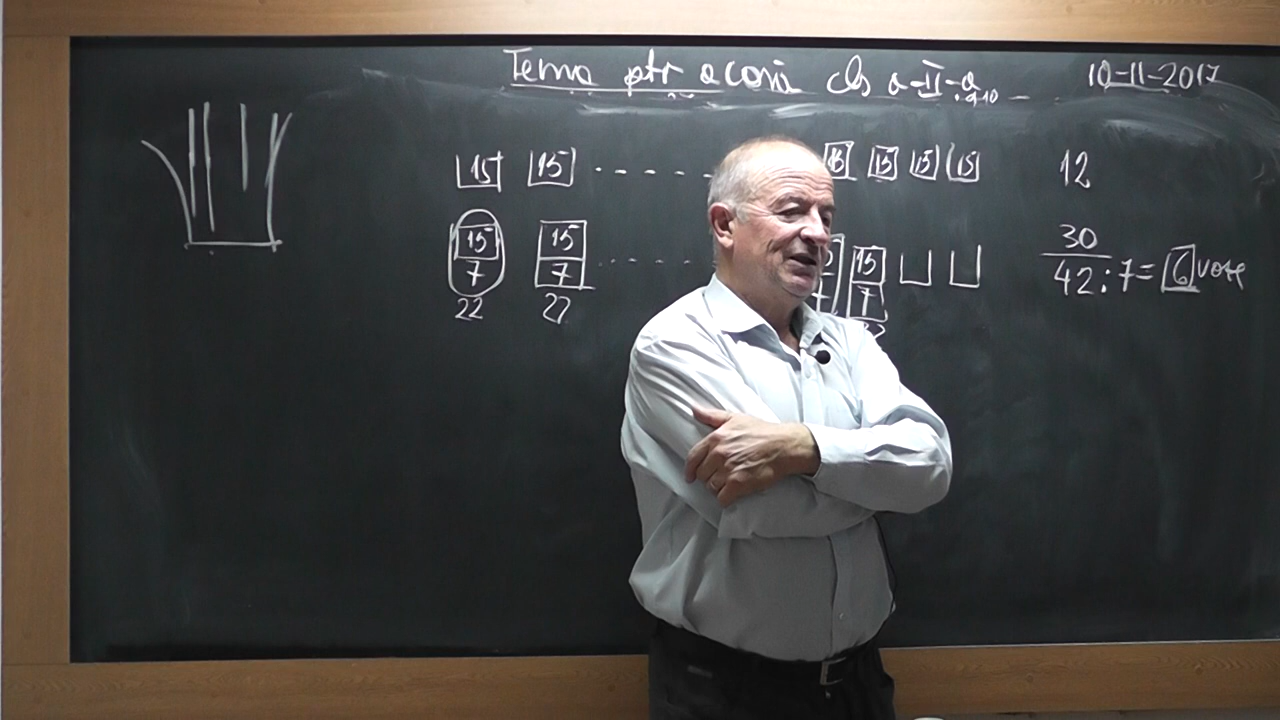 Tema ptr acasă cls a-II-a 10-11-2017
15 15 ..... 15 15 15 15 12
15 15 ..... 15 30
7 7 7 42:7=6 vote
22 22